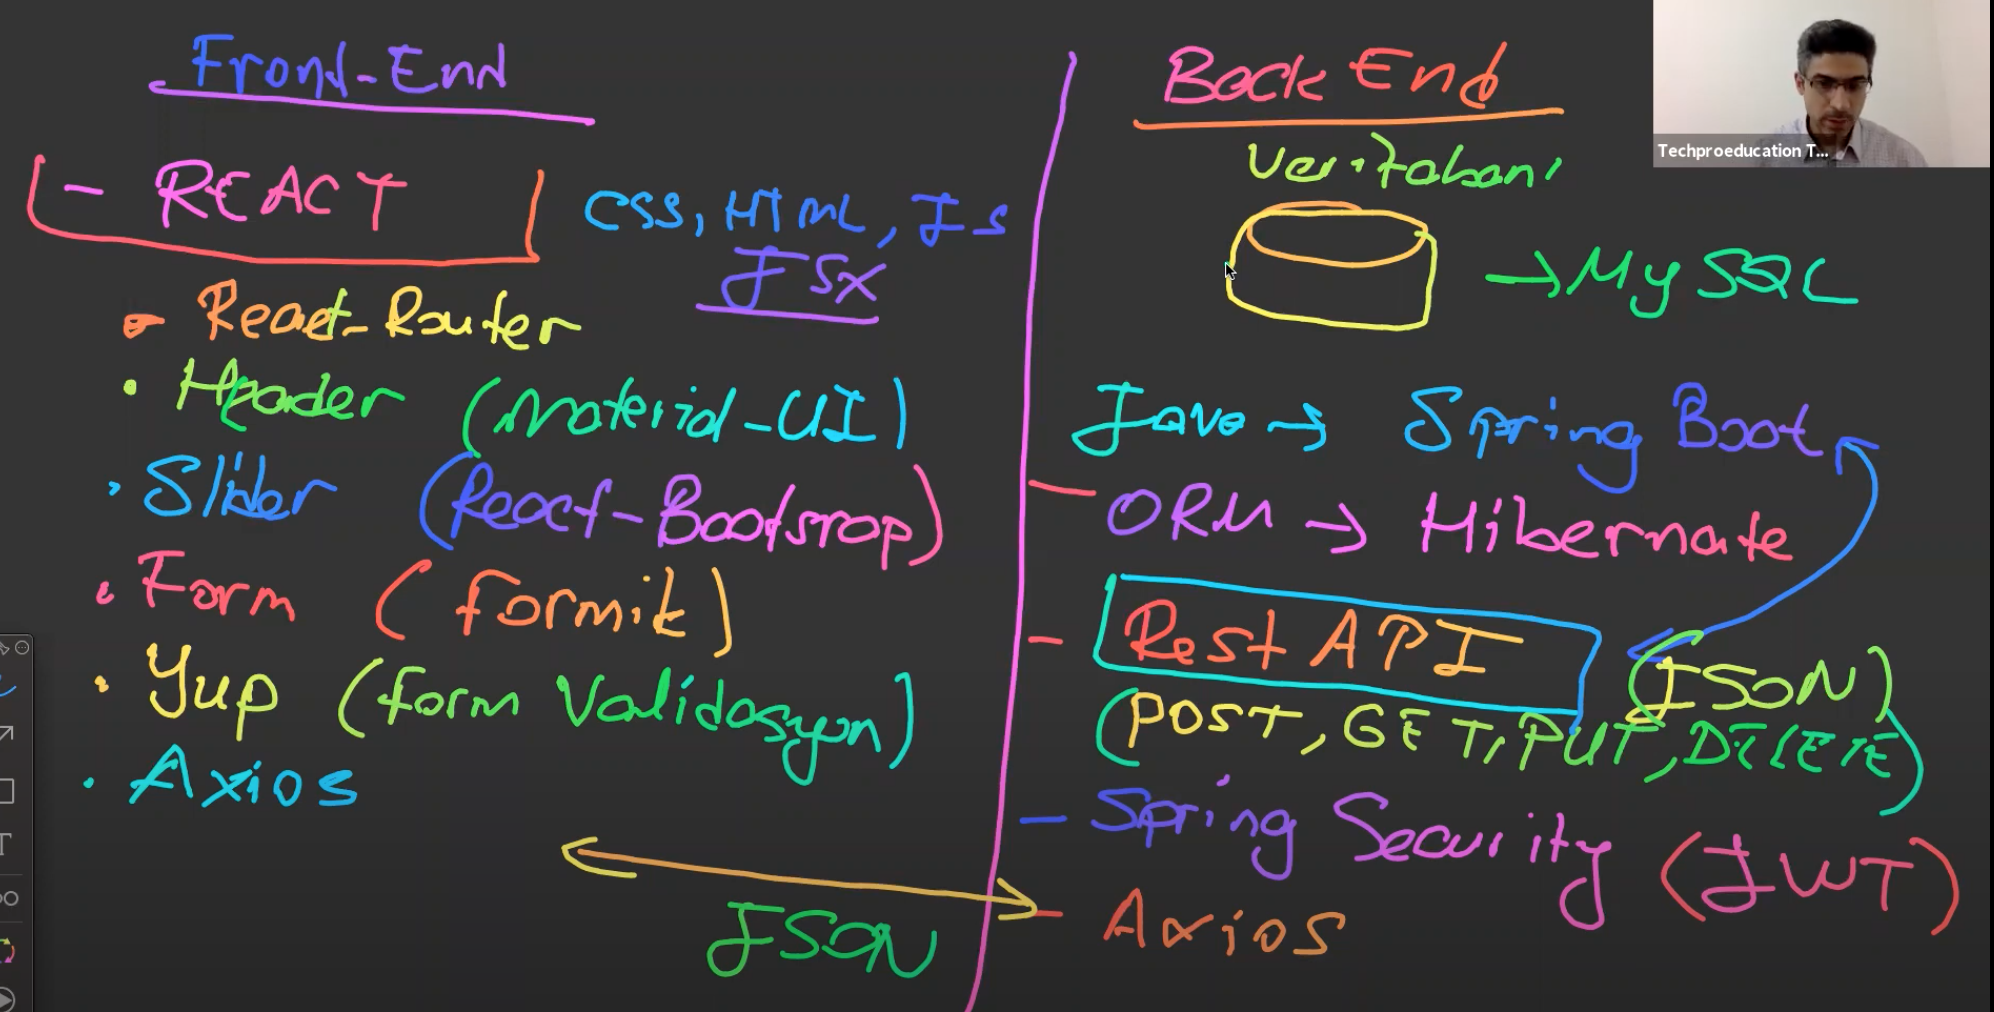 Front-End
- REACT
CSS, HTML, JS
JSX
- React-Router
• Header (Material-UI)
• Slider (React-Bootsrap)
• Form (formik)
• Yup (form Validasyon)
• Axios
JSON
Back End
Veritabanı
→ MySQL
Java → Spring Boot
- ORM → Hibernate
- Rest API (JSON)
(POST, GET, PUT, DELETE)
- Spring Security (JWT)
- Axios
Techproeducation T...